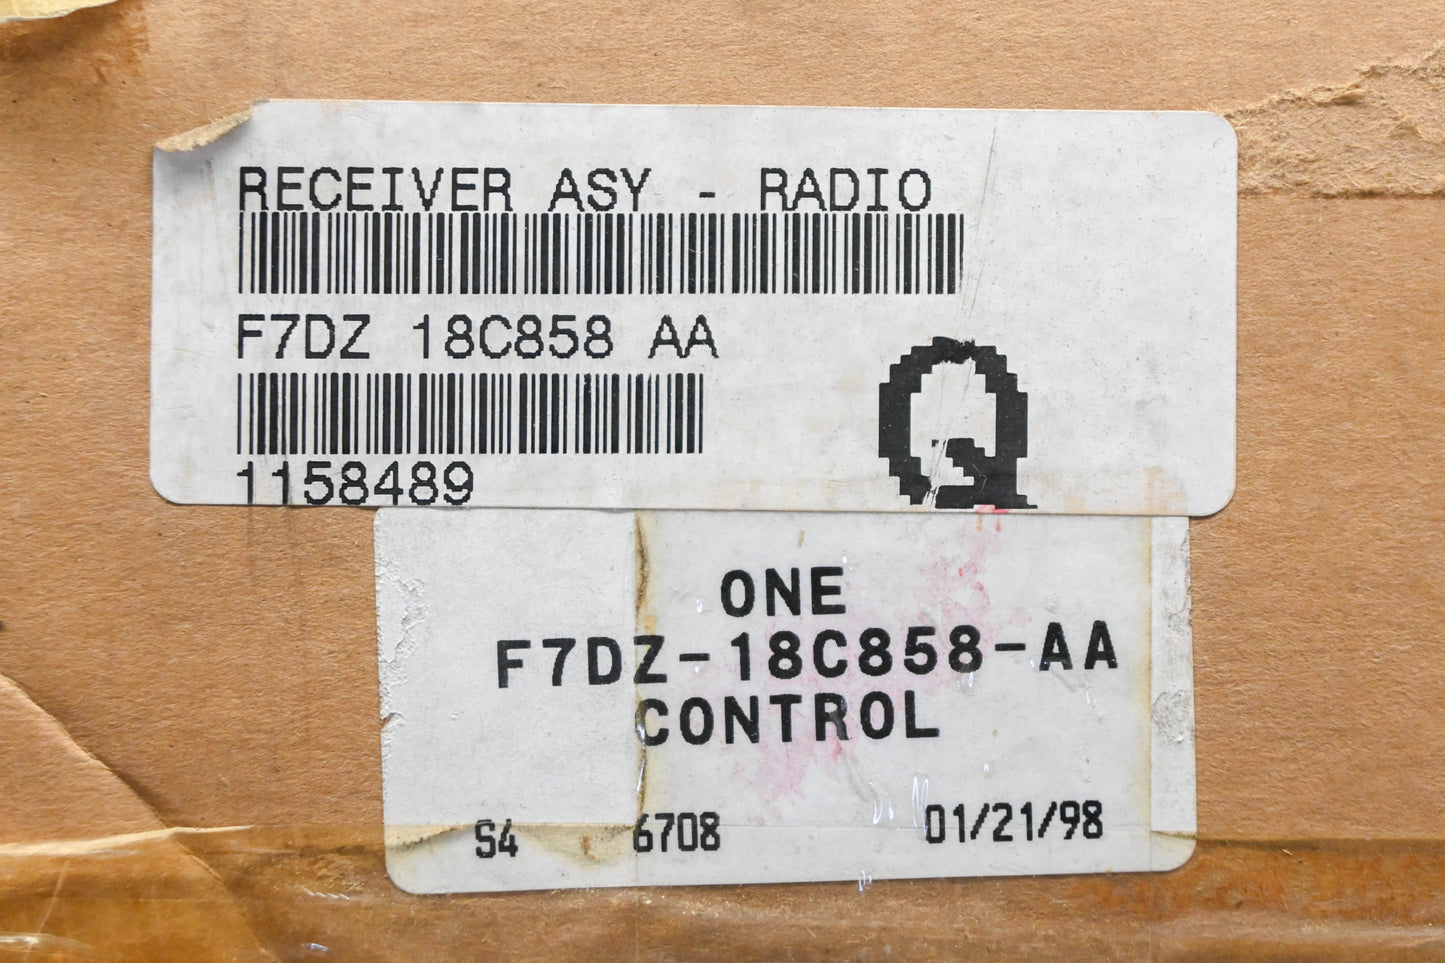 RECEIVER ASY - RADIO
F7DZ 18C858 AA
Q
1158489
ONE
F7DZ-18C858-AA
CONTROL
S4 6708 01/21/98